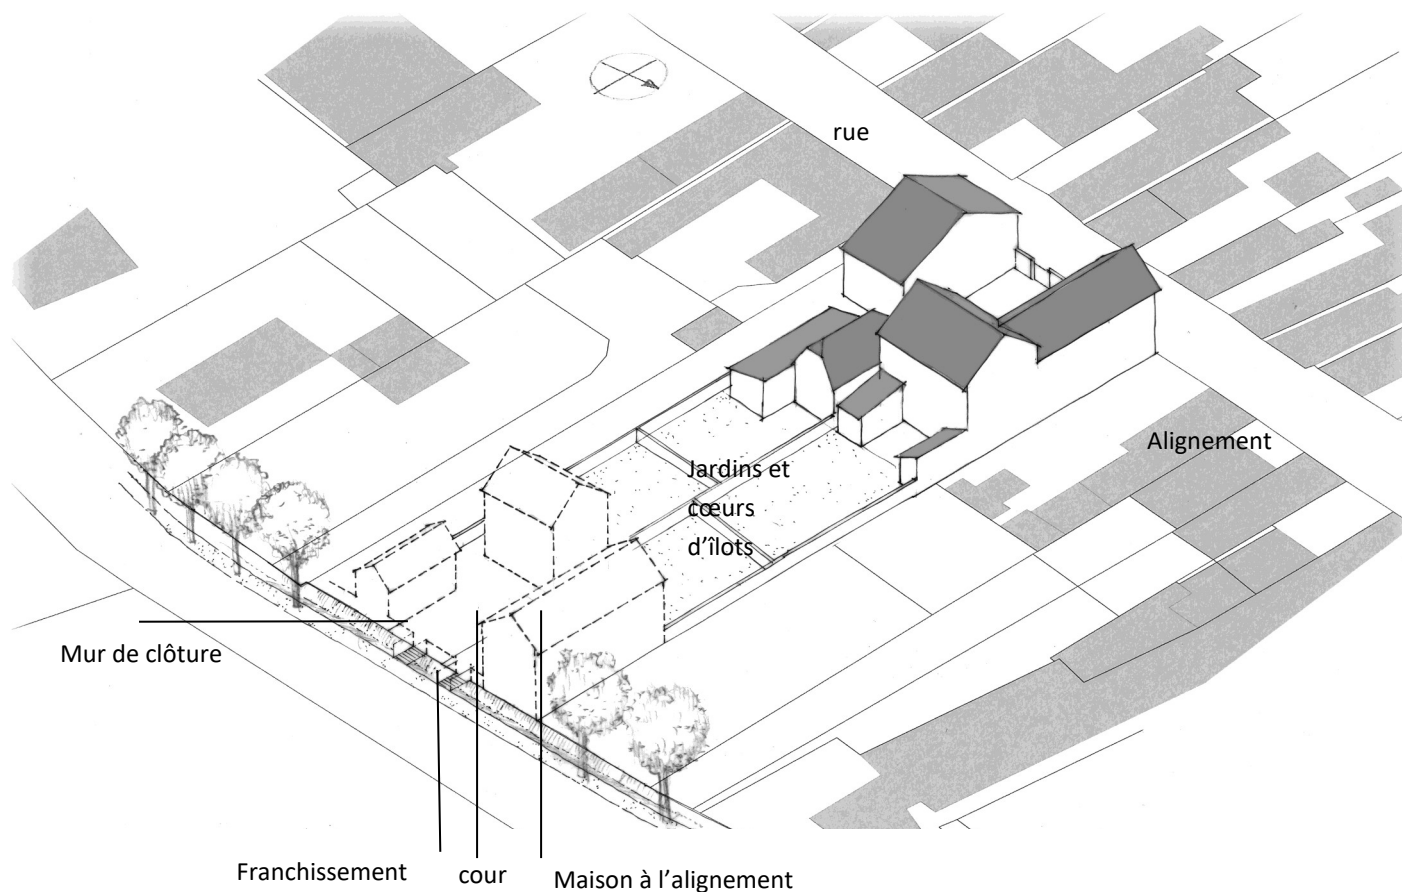 rue
Alignement
Jardins et
cœurs
d’îlots
Mur de clôture
Franchissement
cour
Maison à l’alignement